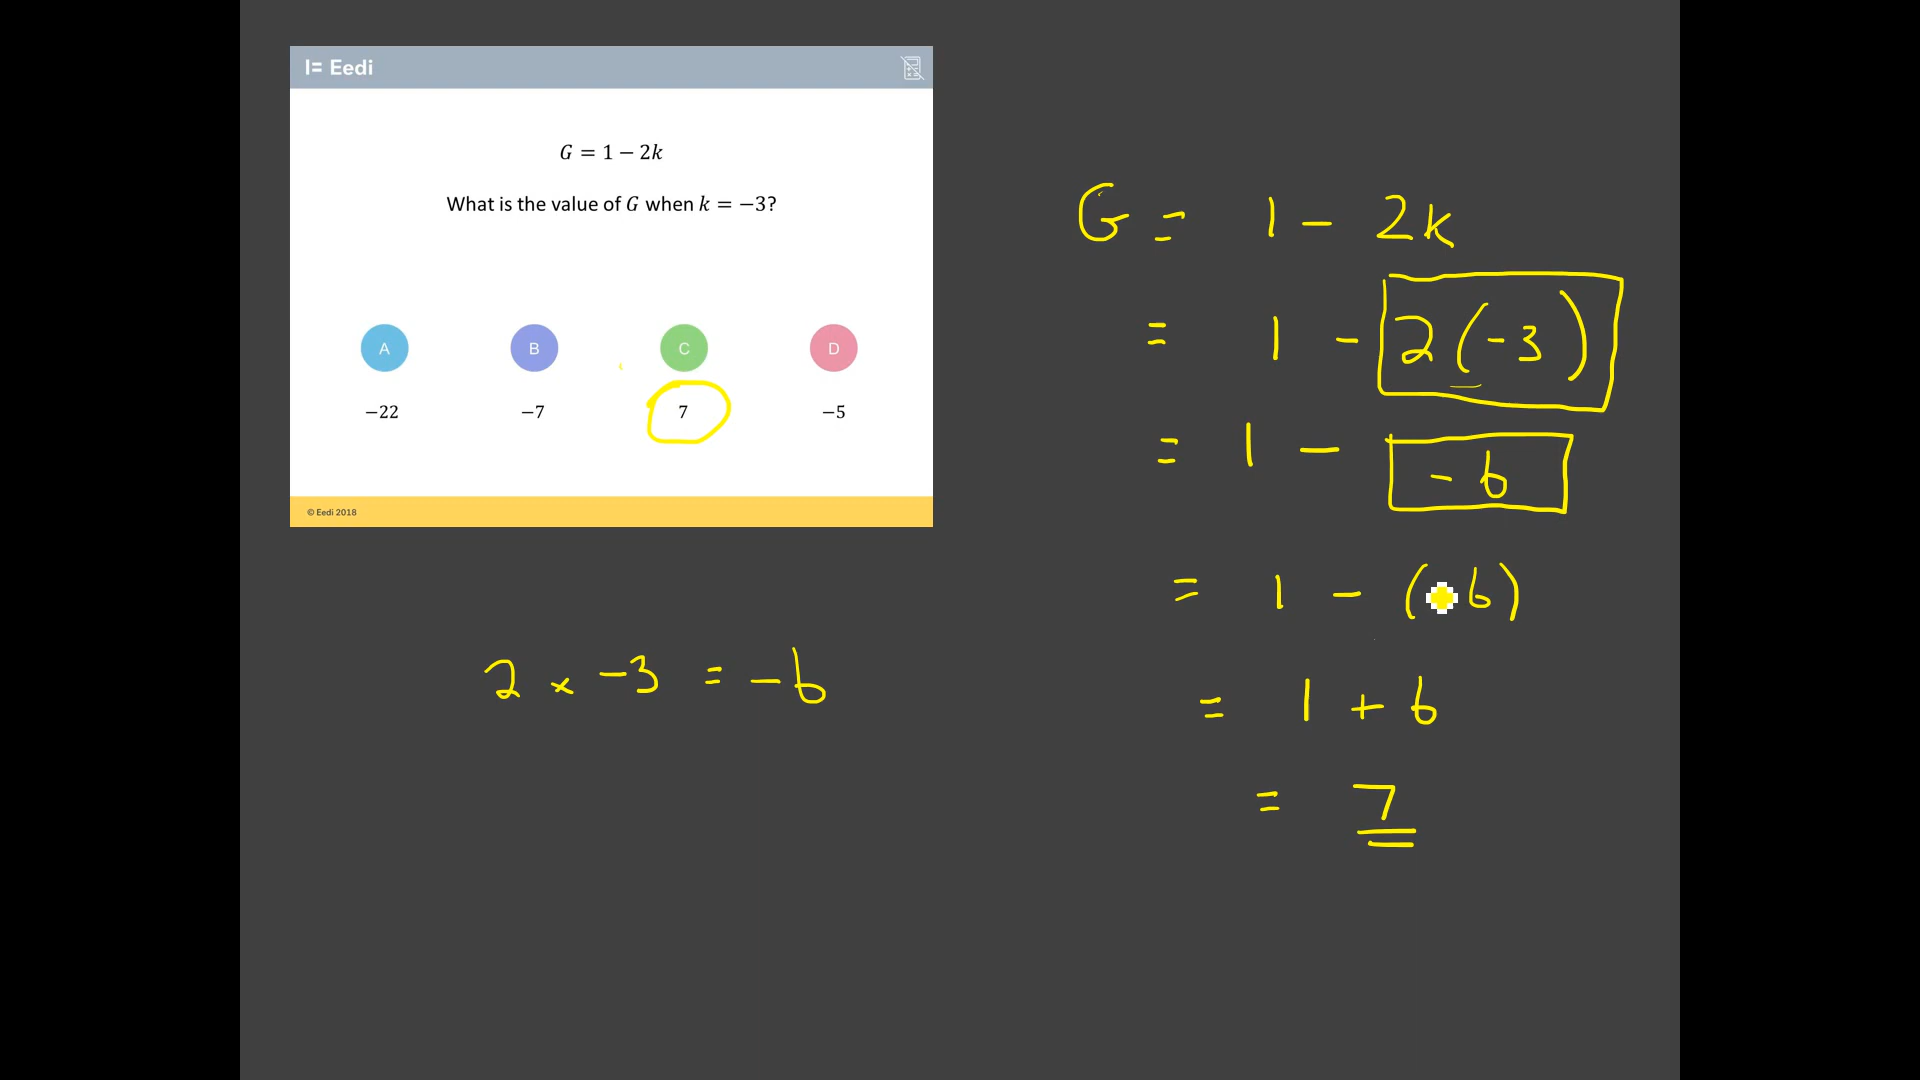 Eedi
G = 1 − 2k
What is the value of G when k = −3?
A
B
C
D
−22
−7
7
−5
© Eedi 2018
G = 1 - 2k
= 1 - 2(-3)
= 1 - -6
= 1 - ( 6)
= 1 + 6
= 7
2 × -3 = -6